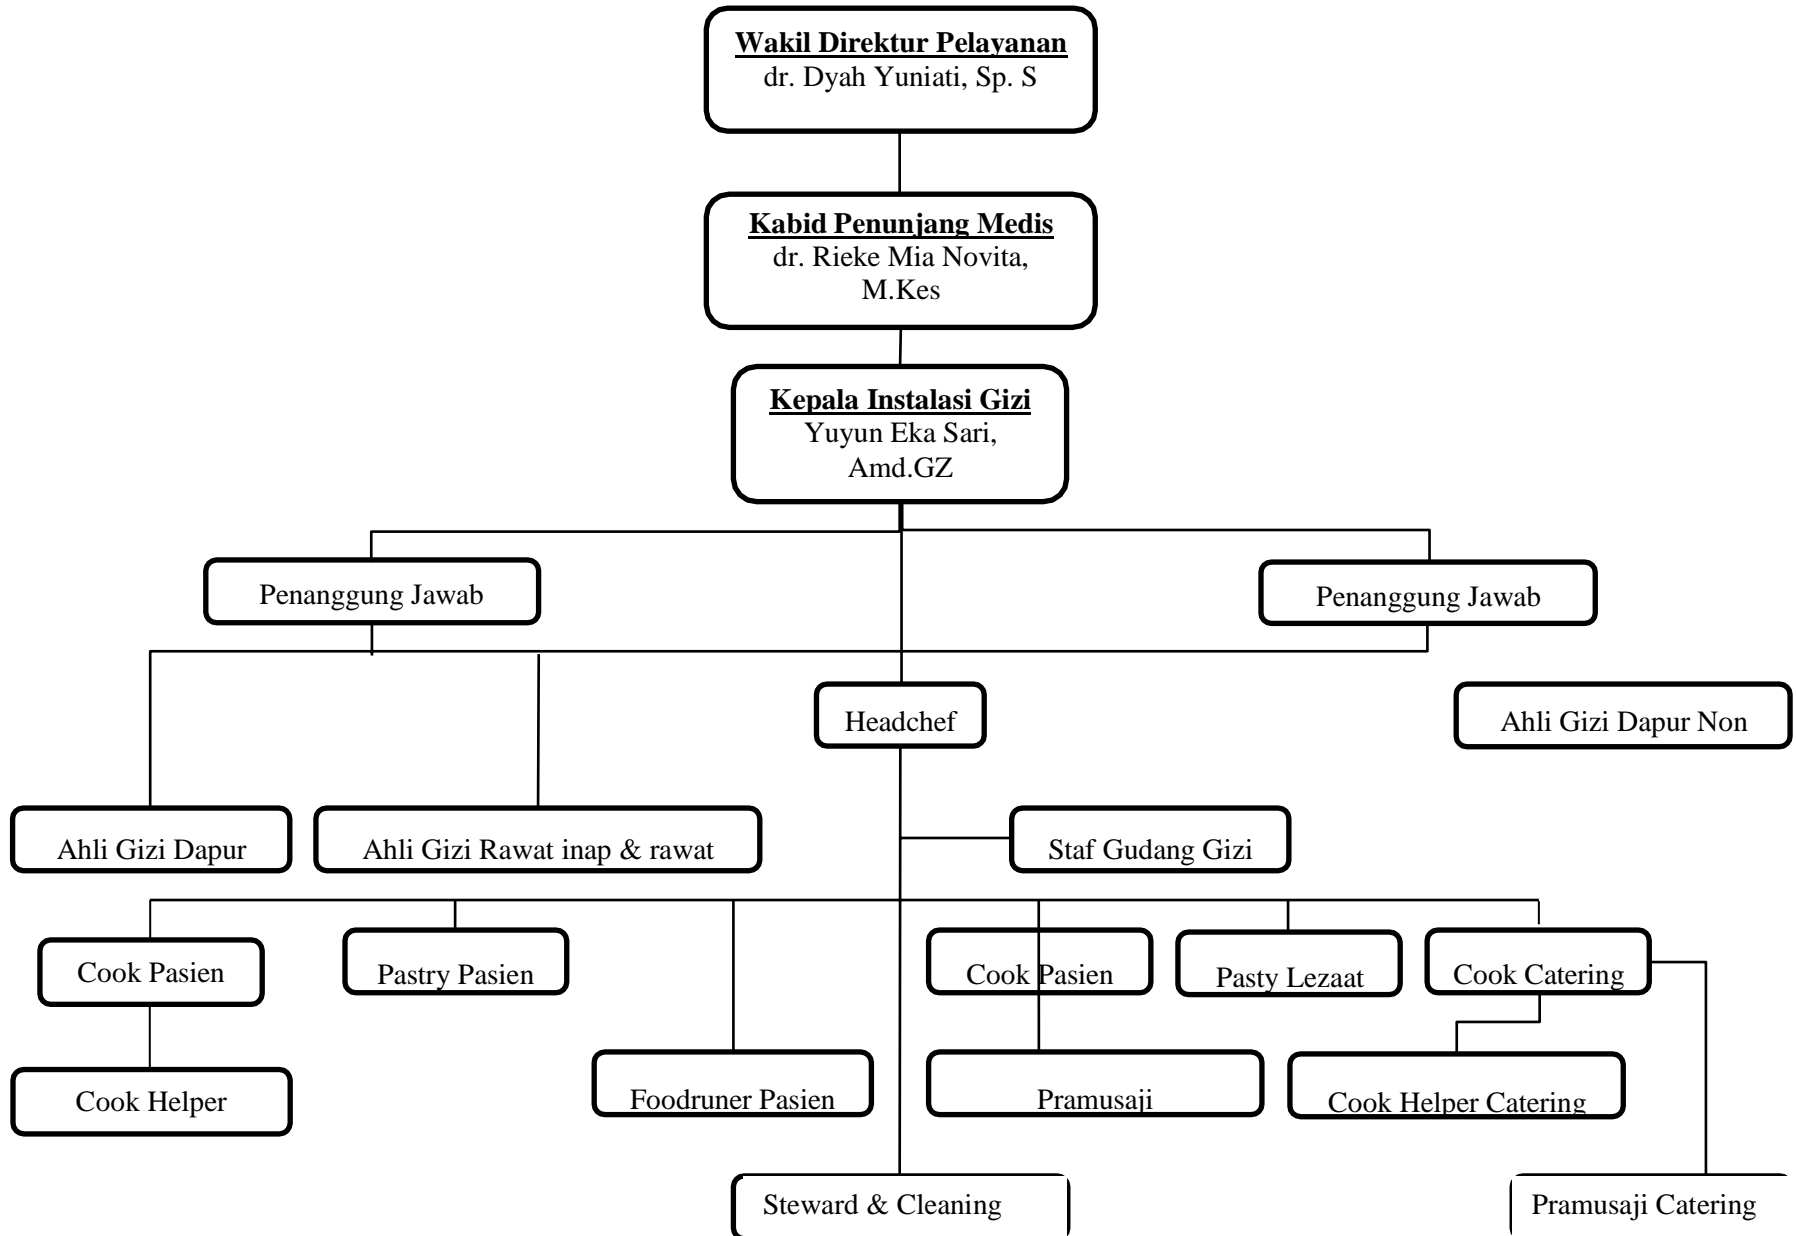 Wakil Direktur Pelayanan
dr. Dyah Yuniati, Sp. S
Kabid Penunjang Medis
dr. Rieke Mia Novita,
M.Kes
Kepala Instalasi Gizi
Yuyun Eka Sari,
Amd.GZ
Penanggung Jawab
Penanggung Jawab
Headchef
Ahli Gizi Dapur Non
Ahli Gizi Dapur
Ahli Gizi Rawat inap & rawat
Staf Gudang Gizi
Cook Pasien
Pastry Pasien
Cook Pasien
Pasty Lezaat
Cook Catering
Cook Helper
Foodruner Pasien
Pramusaji
Cook Helper Catering
Steward & Cleaning
Pramusaji Catering